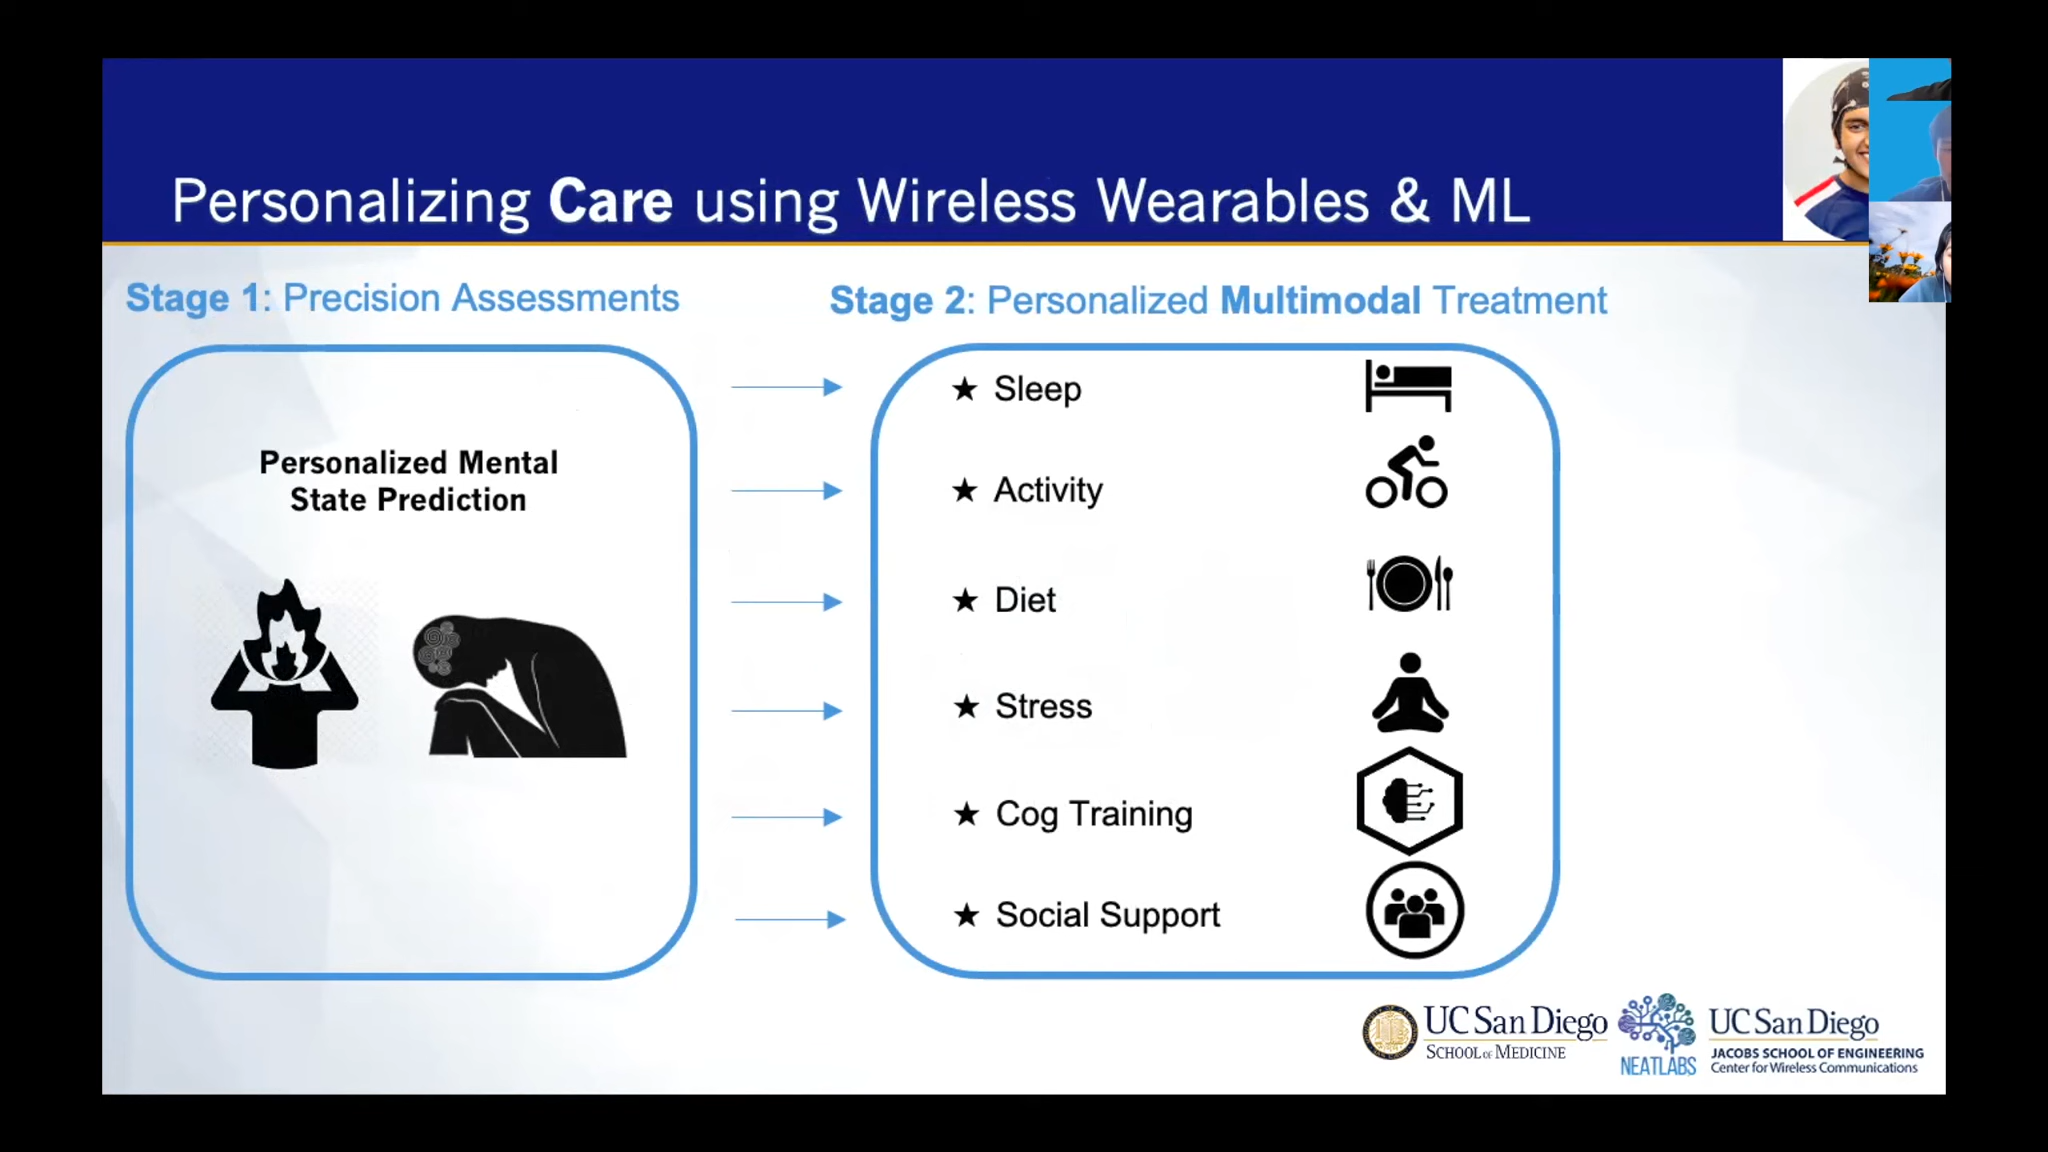 Personalizing Care using Wireless Wearables & ML
Stage 1: Precision Assessments
Personalized Mental
State Prediction
Stage 2: Personalized Multimodal Treatment
★ Sleep
★ Activity
★ Diet
★ Stress
★ Cog Training
★ Social Support
UC San Diego
SCHOOL of MEDICINE
NEATLABS
UC San Diego
JACOBS SCHOOL OF ENGINEERING
Center for Wireless Communications